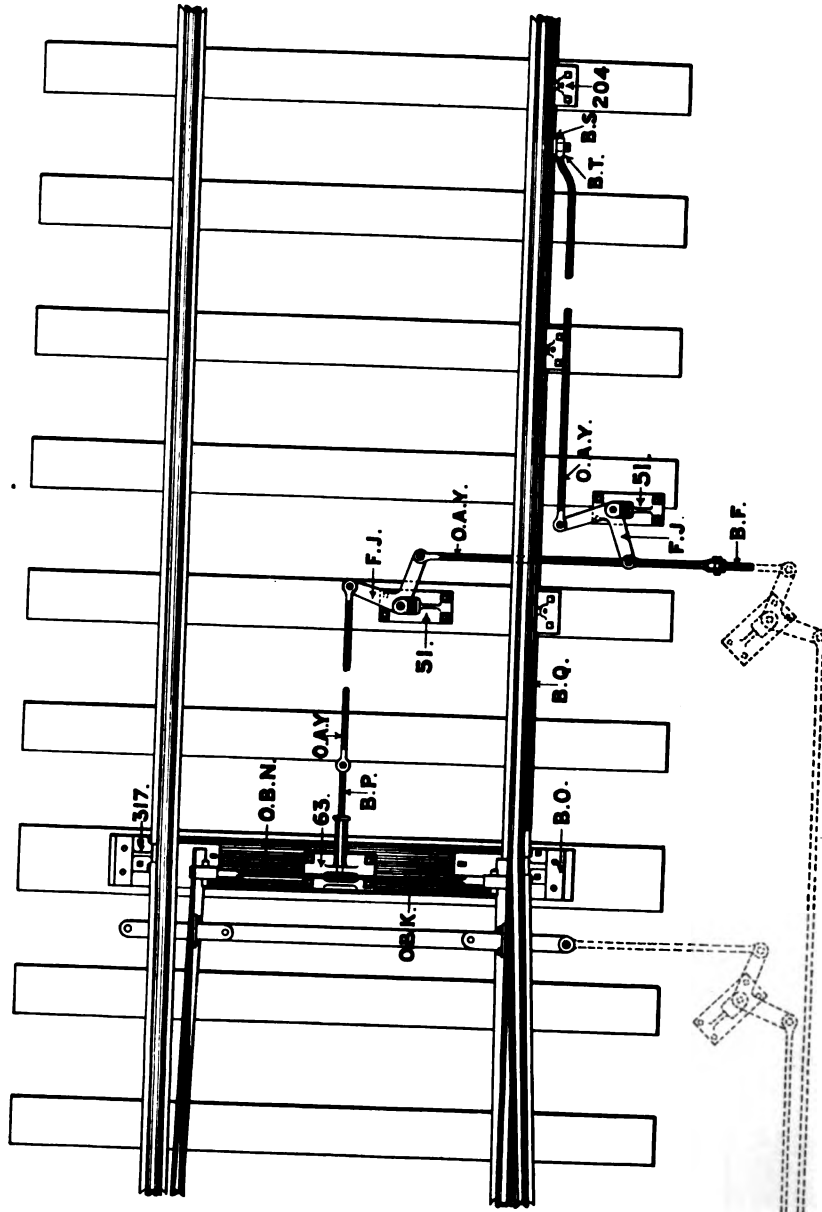 204
B.S.
B.T.
O.A.Y.
51.
F.J.
B.F.
O.A.Y.
F.J.
51.
B.Q.
O.A.Y.
B.P.
317.
O.B.N.
63.
B.O.
O.B.K.